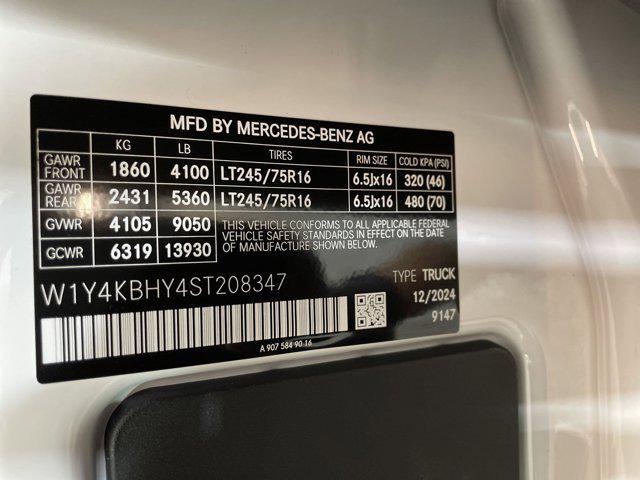 MFD BY MERCEDES-BENZ AG
KG LB TIRES RIM SIZE COLD KPA (PSI)
GAWR FRONT 1860 4100 LT245/75R16 6.5Jx16 320 (46)
GAWR REAR 2431 5360 LT245/75R16 6.5Jx16 480 (70)
GVWR 4105 9050 THIS VEHICLE CONFORMS TO ALL APPLICABLE FEDERAL
VEHICLE SAFETY STANDARDS IN EFFECT ON THE DATE
GCWR 6319 13930 OF MANUFACTURE SHOWN ABOVE.
W1Y4KBHY4ST208347 TYPE TRUCK
12/2024
9147
A 907 584 90 16